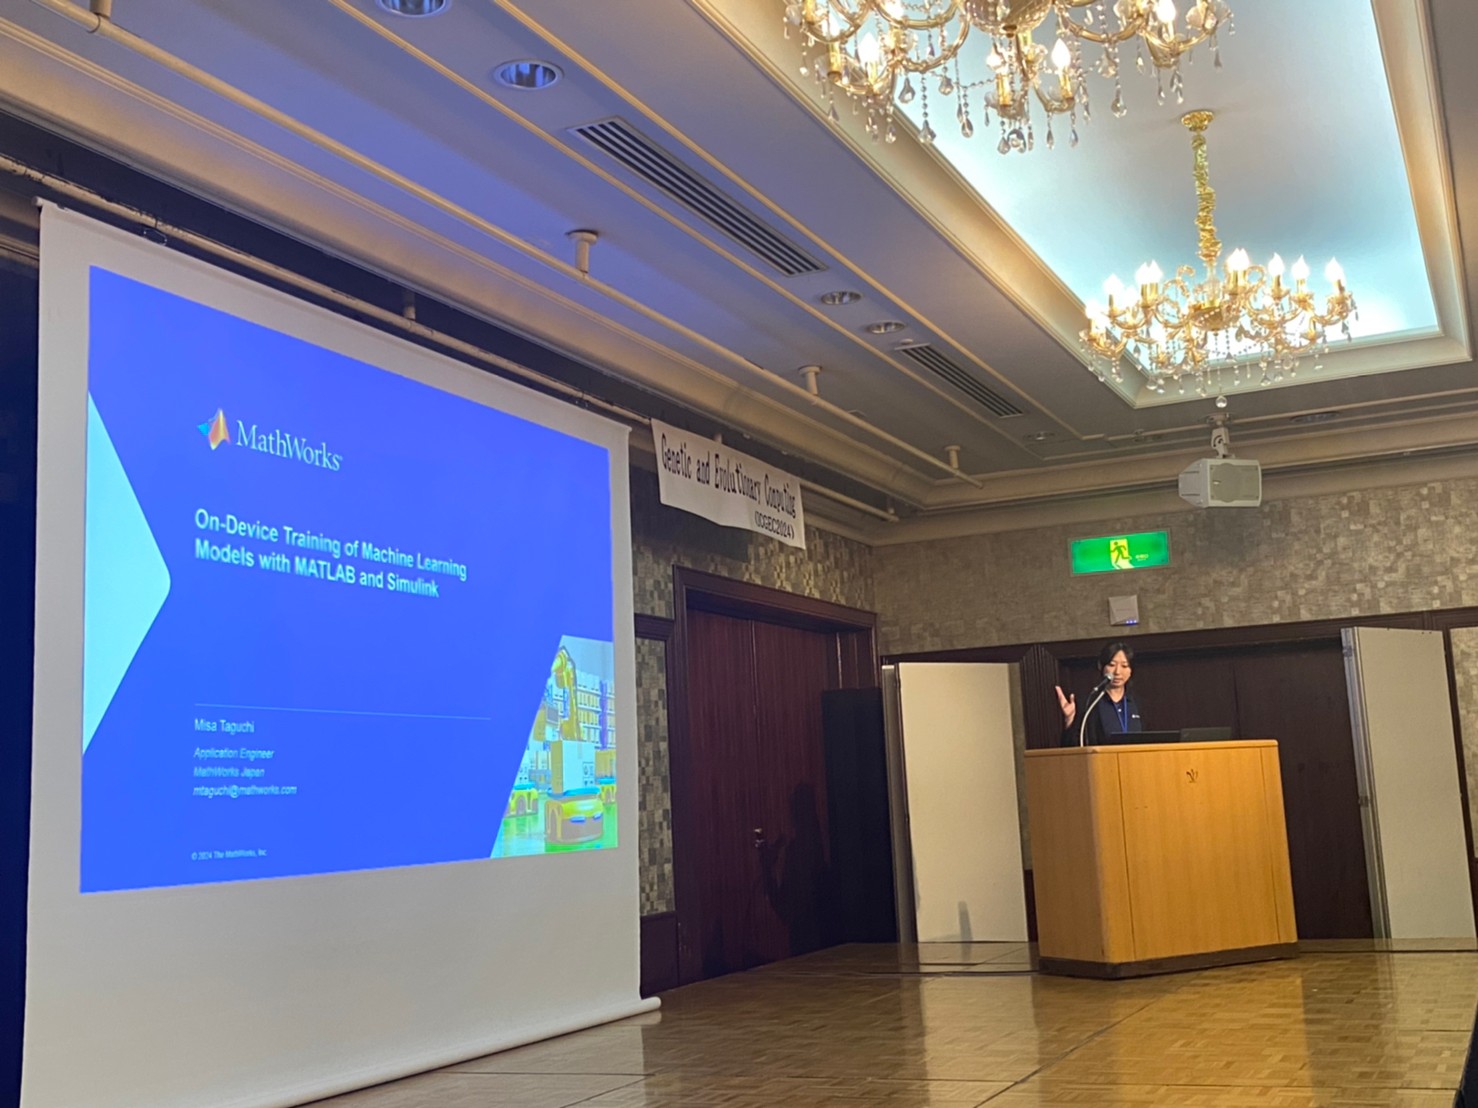 MathWorks®
On-Device Training of Machine Learning
Models with MATLAB and Simulink
Misa Taguchi
Application Engineer
MathWorks Japan
mtaguchi@mathworks.com
© 2024 The MathWorks, Inc.
Genetic and Evolutionary Computing
(ICGEC2024)